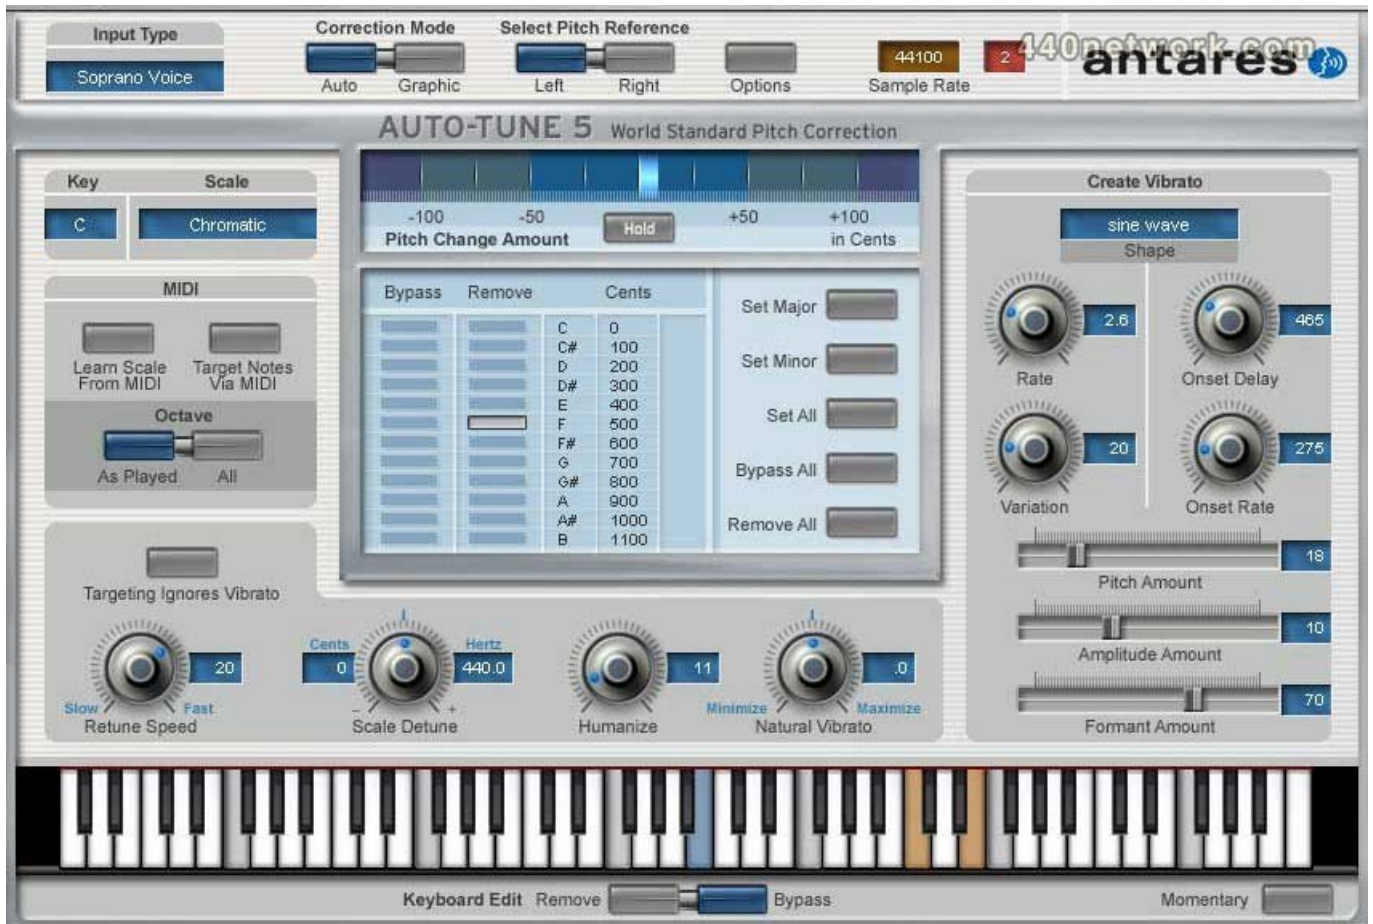 Input Type
Soprano Voice
Correction Mode
Auto Graphic
Select Pitch Reference
Left Right
Options
44100
Sample Rate
2
440network.com
antares
AUTO-TUNE 5 World Standard Pitch Correction
Key Scale
C Chromatic
MIDI
Learn Scale From MIDI
Target Notes Via MIDI
Octave
As Played All
-100 -50 Hold +50 +100
Pitch Change Amount in Cents
Bypass Remove Cents
C 0
C# 100
D 200
D# 300
E 400
F 500
F# 600
G 700
G# 800
A 900
A# 1000
B 1100
Set Major
Set Minor
Set All
Bypass All
Remove All
Create Vibrato
sine wave
Shape
2.6 465
Rate Onset Delay
20 275
Variation Onset Rate
18
Pitch Amount
10
Amplitude Amount
70
Formant Amount
Targeting Ignores Vibrato
20
Slow Fast
Retune Speed
Cents Hertz
0 440.0
- +
Scale Detune
11
Humanize
.0
Minimize Maximize
Natural Vibrato
Keyboard Edit Remove Bypass
Momentary